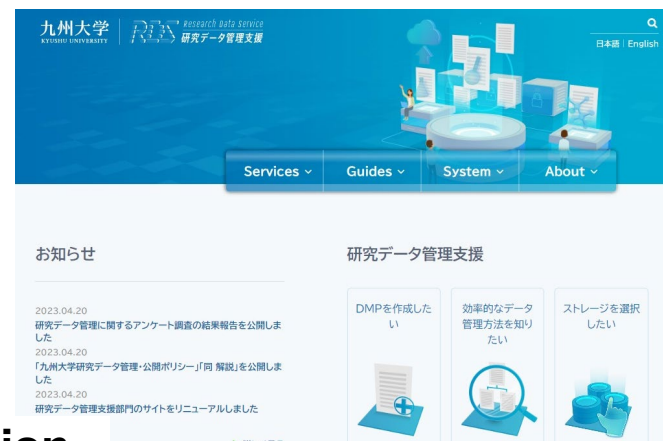 九州大学
KYUSHU UNIVERSITY
RDS Research Data Service
研究データ管理支援
日本語 | English
Services
Guides
System
About
お知らせ
研究データ管理支援
2023.04.20
研究データ管理に関するアンケート調査の結果報告を公開しま
した
2023.04.20
「九州大学研究データ管理・公開ポリシー」「同 解説」を公開しま
した
2023.04.20
研究データ管理支援部門のサイトをリニューアルしました
DMPを作成した
い
効率的なデータ
管理方法を知り
たい
ストレージを選択
したい